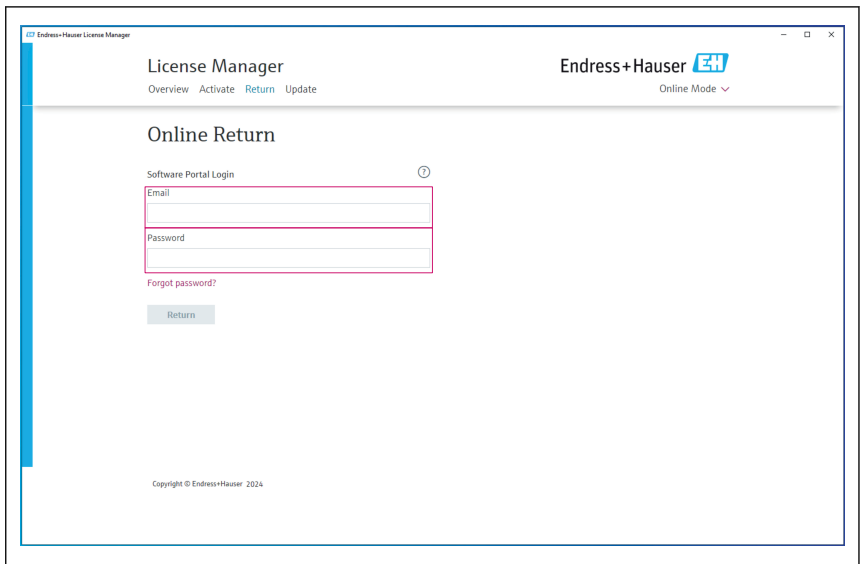 Endress+Hauser License Manager
License Manager
Endress+Hauser EH
Overview Activate Return Update
Online Mode
Online Return
Software Portal Login
?
Email
Password
Forgot password?
Return
Copyright © Endress+Hauser 2024